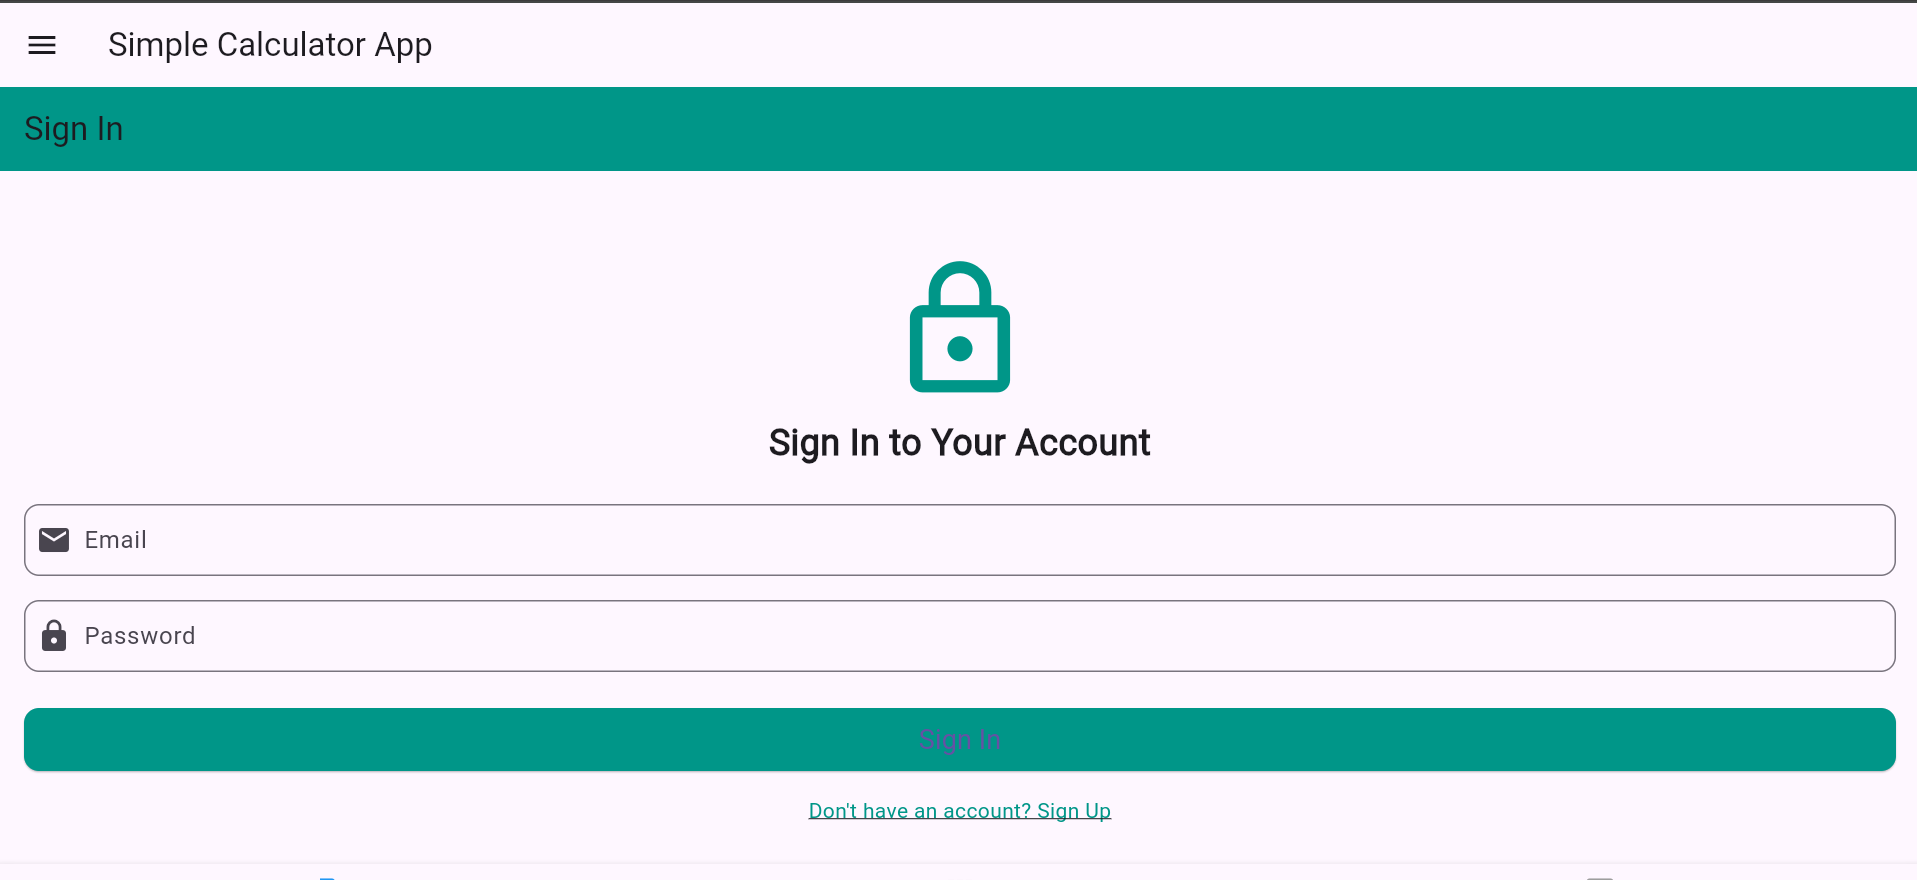 Simple Calculator App
Sign In
Sign In to Your Account
Email
Password
Sign In
Don't have an account? Sign Up